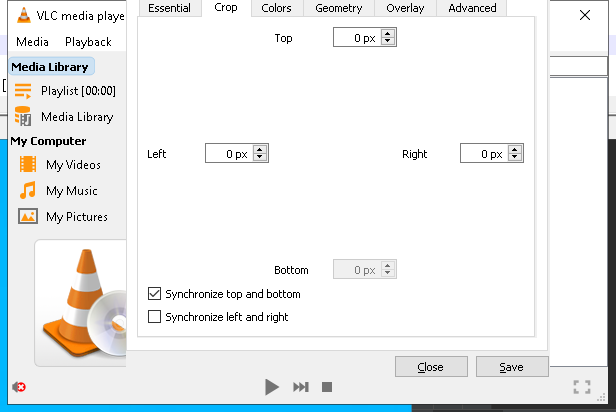 VLC media playe
Essential Crop Colors Geometry Overlay Advanced
Media Playback
Top 0 px
Media Library
Playlist [00:00]
Media Library
My Computer
Left 0 px Right 0 px
My Videos
My Music
My Pictures
Bottom 0 px
Synchronize top and bottom
Synchronize left and right
Close Save